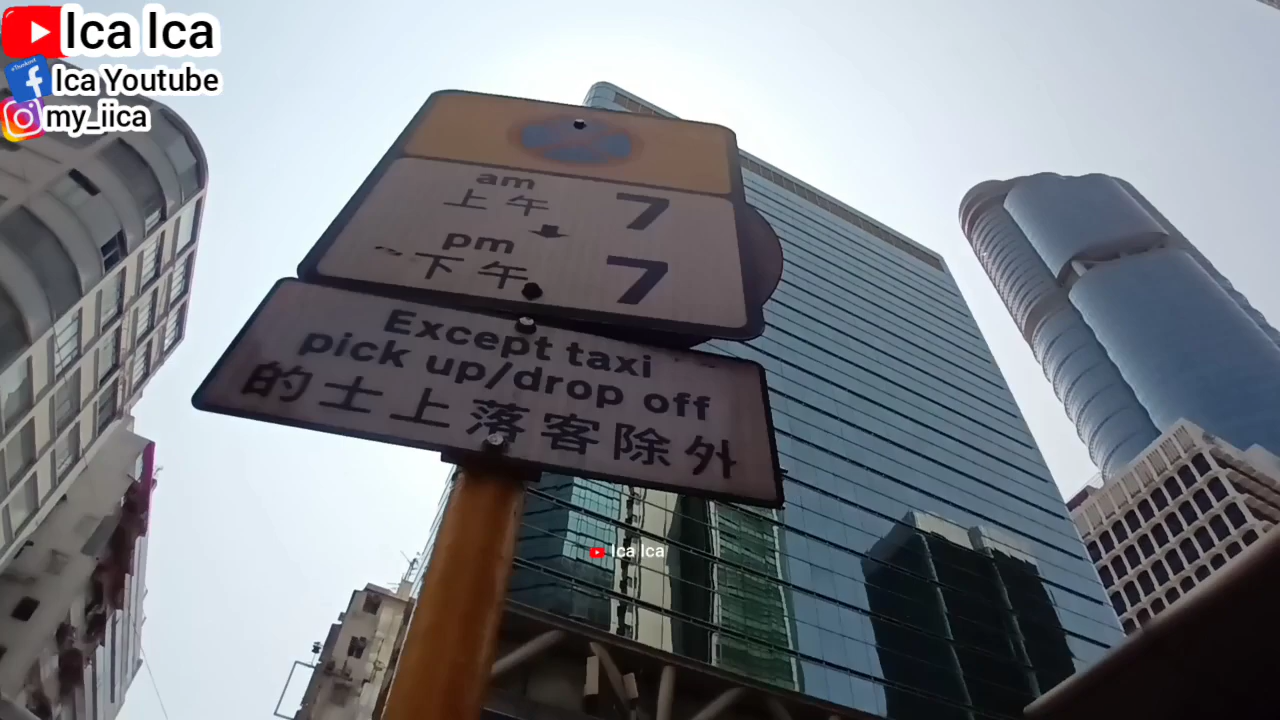 Ica Ica
Ica Youtube
my_iica
am
上午 7
pm
下午 7
Except taxi
pick up/drop off
的士上落客除外
Ica Ica